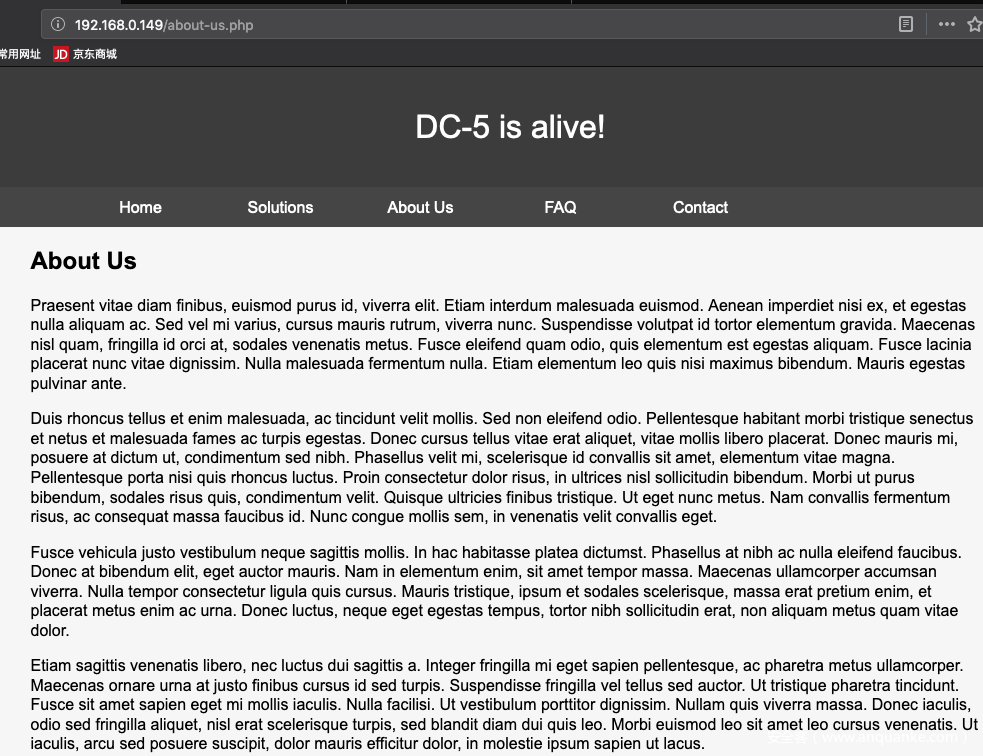 192.168.0.149/about-us.php
常用网址 JD 京东商城
DC-5 is alive!
Home Solutions About Us FAQ Contact
About Us
Praesent vitae diam finibus, euismod purus id, viverra elit. Etiam interdum malesuada euismod. Aenean imperdiet nisi ex, et egestas
nulla aliquam ac. Sed vel mi varius, cursus mauris rutrum, viverra nunc. Suspendisse volutpat id tortor elementum gravida. Maecenas
nisl quam, fringilla id orci at, sodales venenatis metus. Fusce eleifend quam odio, quis elementum est egestas aliquam. Fusce lacinia
placerat nunc vitae dignissim. Nulla malesuada fermentum nulla. Etiam elementum leo quis nisi maximus bibendum. Mauris egestas
pulvinar ante.
Duis rhoncus tellus et enim malesuada, ac tincidunt velit mollis. Sed non eleifend odio. Pellentesque habitant morbi tristique senectus
et netus et malesuada fames ac turpis egestas. Donec cursus tellus vitae erat aliquet, vitae mollis libero placerat. Donec mauris mi,
posuere at dictum ut, condimentum sed nibh. Phasellus velit mi, scelerisque id convallis sit amet, elementum vitae magna.
Pellentesque porta nisi quis rhoncus luctus. Proin consectetur dolor risus, in ultrices nisl sollicitudin bibendum. Morbi ut purus
bibendum, sodales risus quis, condimentum velit. Quisque ultricies finibus tristique. Ut eget nunc metus. Nam convallis fermentum
risus, ac consequat massa faucibus id. Nunc congue mollis sem, in venenatis velit convallis eget.
Fusce vehicula justo vestibulum neque sagittis mollis. In hac habitasse platea dictumst. Phasellus at nibh ac nulla eleifend faucibus.
Donec at bibendum elit, eget auctor mauris. Nam in elementum enim, sit amet tempor massa. Maecenas ullamcorper accumsan
viverra. Nulla tempor consectetur ligula quis cursus. Mauris tristique, ipsum et sodales scelerisque, massa erat pretium enim, et
placerat metus enim ac urna. Donec luctus, neque eget egestas tempus, tortor nibh sollicitudin erat, non aliquam metus quam vitae
dolor.
Etiam sagittis venenatis libero, nec luctus dui sagittis a. Integer fringilla mi eget sapien pellentesque, ac pharetra metus ullamcorper.
Maecenas ornare urna at justo finibus cursus id sed turpis. Suspendisse fringilla vel tellus sed auctor. Ut tristique pharetra tincidunt.
Fusce sit amet sapien eget mi mollis iaculis. Nulla facilisi. Ut vestibulum porttitor dignissim. Nullam quis viverra massa. Donec iaculis,
odio sed fringilla aliquet, nisl erat scelerisque turpis, sed blandit diam dui quis leo. Morbi euismod leo sit amet leo cursus venenatis. Ut
iaculis, arcu sed posuere suscipit, dolor mauris efficitur dolor, in molestie ipsum sapien ut lacus.